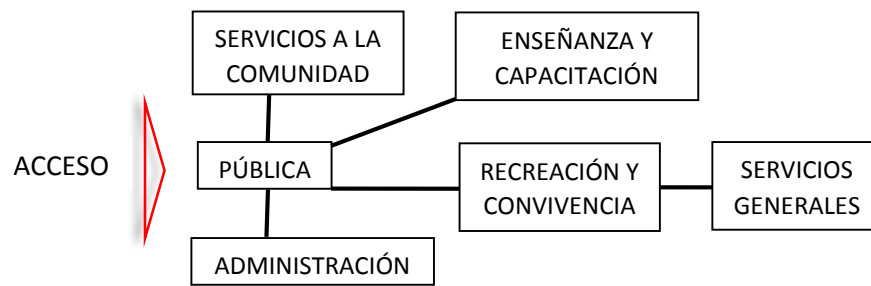 SERVICIOS A LA
COMUNIDAD
ENSEÑANZA Y
CAPACITACIÓN
ACCESO
PÚBLICA
RECREACIÓN Y
CONVIVENCIA
SERVICIOS
GENERALES
ADMINISTRACIÓN